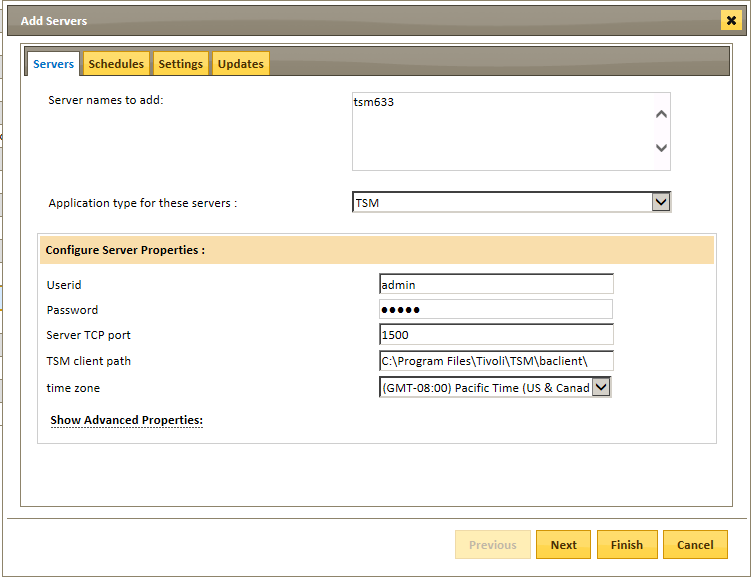 Add Servers
Servers Schedules Settings Updates
Server names to add: tsm633
Application type for these servers : TSM
Configure Server Properties :
Userid admin
Password ●●●●●
Server TCP port 1500
TSM client path C:\Program Files\Tivoli\TSM\baclient\
time zone (GMT-08:00) Pacific Time (US & Canad
Show Advanced Properties:
Previous Next Finish Cancel